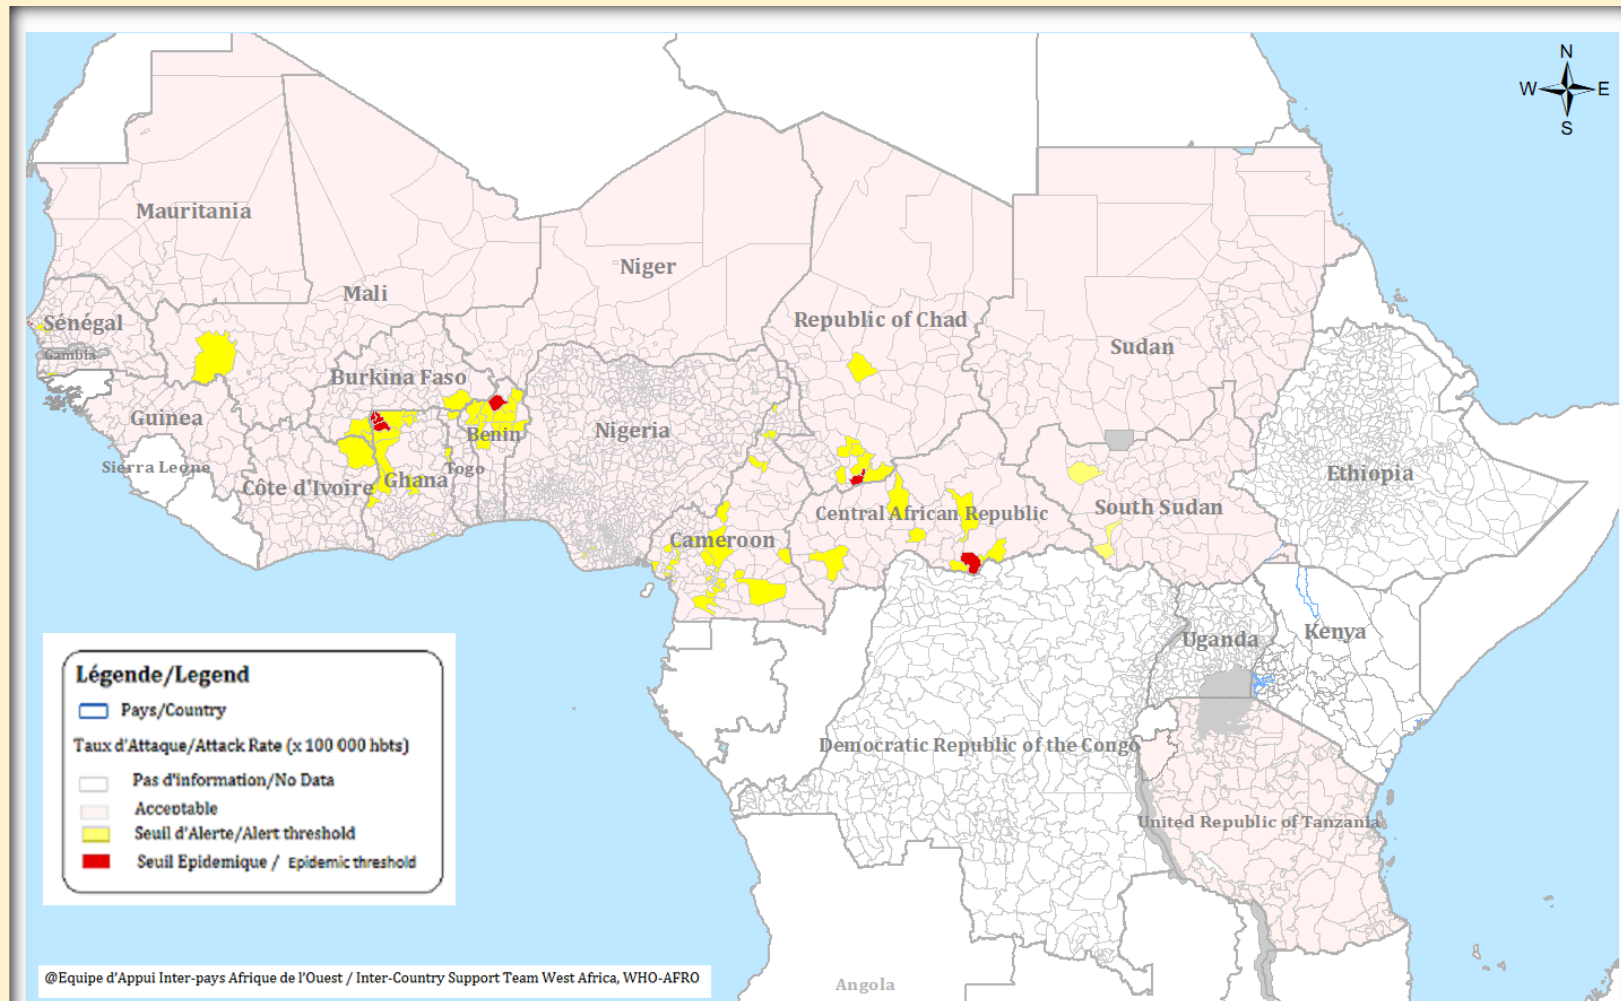 N
W E
S
Mauritania
Niger
Mali
Republic of Chad
Sénégal
Gambia
Sudan
Burkina Faso
Guinea
Benin
Nigeria
Sierra Leone
Togo
Ghana
Côte d'Ivoire
Ethiopia
South Sudan
Central African Republic
Cameroon
Uganda
Kenya
Democratic Republic of the Congo
United Republic of Tanzania
Angola
Légende/Legend
Pays/Country
Taux d'Attaque/Attack Rate (x 100 000 hbts)
Pas d'information/No Data
Acceptable
Seuil d'Alerte/Alert threshold
Seuil Epidemique / Epidemic threshold
@Equipe d'Appui Inter-pays Afrique de l'Ouest / Inter-Country Support Team West Africa, WHO-AFRO